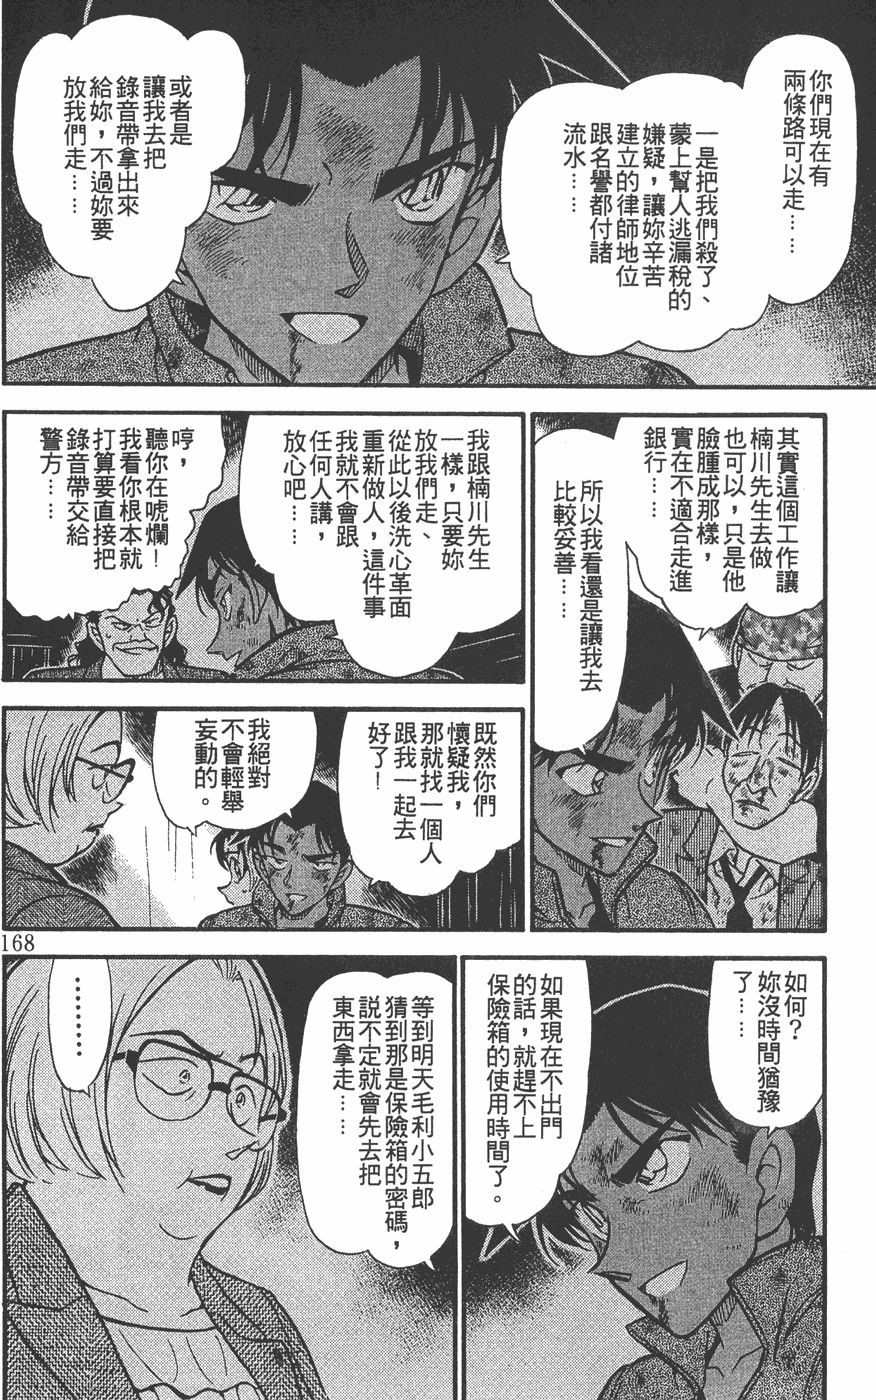 你們現在有
兩條路可以走……
一是把我們殺了、
蒙上幫人逃漏稅的
嫌疑，讓妳辛苦
建立的律師地位
跟名譽都付諸
流水……
或者是
讓我去把
錄音帶拿出來
給妳，不過妳要
放我們走……
其實這個工作讓
楠川先生去做
也可以，只是他
臉腫成那樣，
實在不適合走進
銀行……
所以我看還是讓我去
比較妥善……
我跟楠川先生
一樣，只要妳
放我們走、
從此以後洗心革面
重新做人，這件事
我就不會跟
任何人講，
放心吧……
哼，
聽你在唬爛！
我看你根本就
打算要直接把
錄音帶交給
警方……
既然你們
懷疑我，
那就找一個人
跟我一起去
好了！
我絕對
不會輕舉
妄動的。
如何？
妳沒時間猶豫
了……
如果現在不出門
的話，就趕不上
保險箱的使用時間了。
等到明天毛利小五郎
猜到那是保險箱的密碼，
說不定就會先去把
東西拿走……
………
168